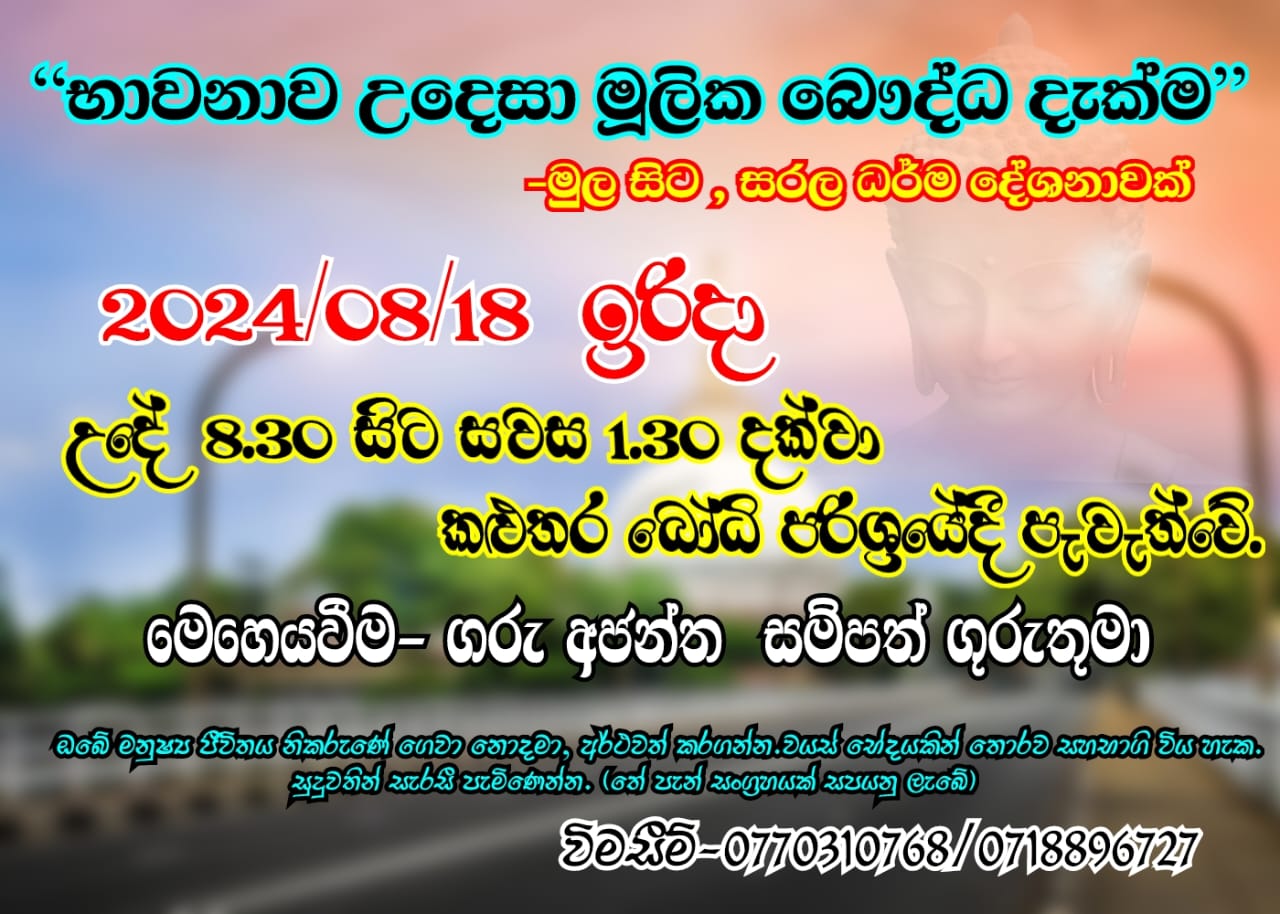 “භාවනාව උදෙසා මූලික බෞද්ධ දැක්ම”
-මුල සිට , සරල ධර්ම දේශනාවක්
2024/08/18 ඉරිදා
උදේ 8.30 සිට සවස 1.30 දක්වා
කළුතර බෝධි පරිශ්‍රයේදී පැවැත්වේ.
මෙහෙයවීම- ගරු අජන්ත සම්පත් ගුරුතුමා
ඔබේ මනුෂ්‍ය ජීවිතය නිකරුණේ ගෙවා නොදමා, අර්ථවත් කරගන්න.වයස් භේදයකින් තොරව සහභාගි විය හැක.
සුදුවතින් සැරසී පැමිණෙන්න. (තේ පැන් සංග්‍රහයක් සපයනු ලැබේ)
විමසීම්-0770310768/0718896727